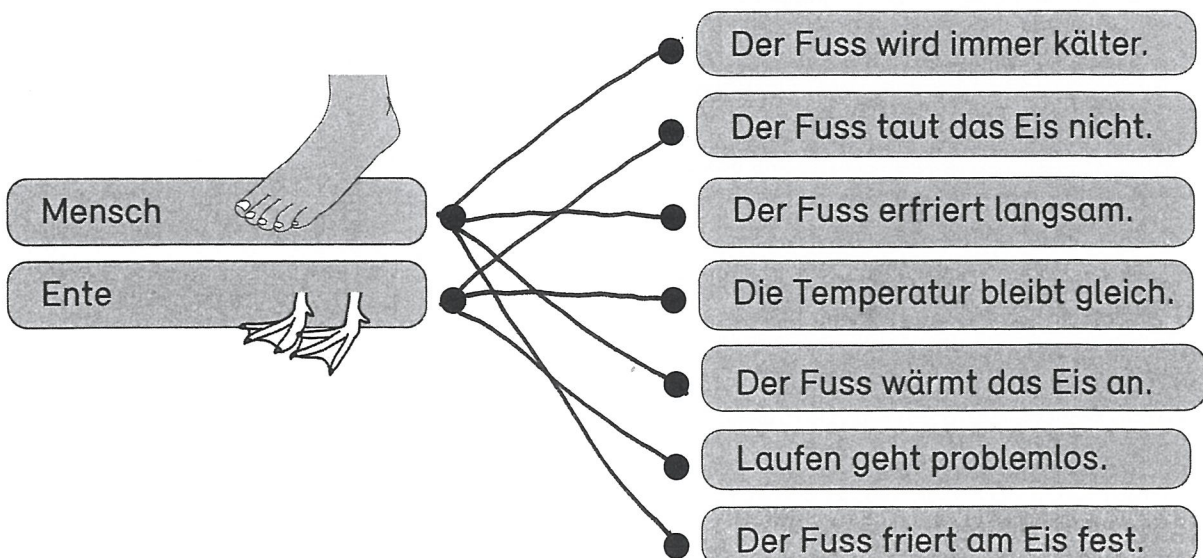 Der Fuss wird immer kälter.
Der Fuss taut das Eis nicht.
Mensch
Der Fuss erfriert langsam.
Ente
Die Temperatur bleibt gleich.
Der Fuss wärmt das Eis an.
Laufen geht problemlos.
Der Fuss friert am Eis fest.